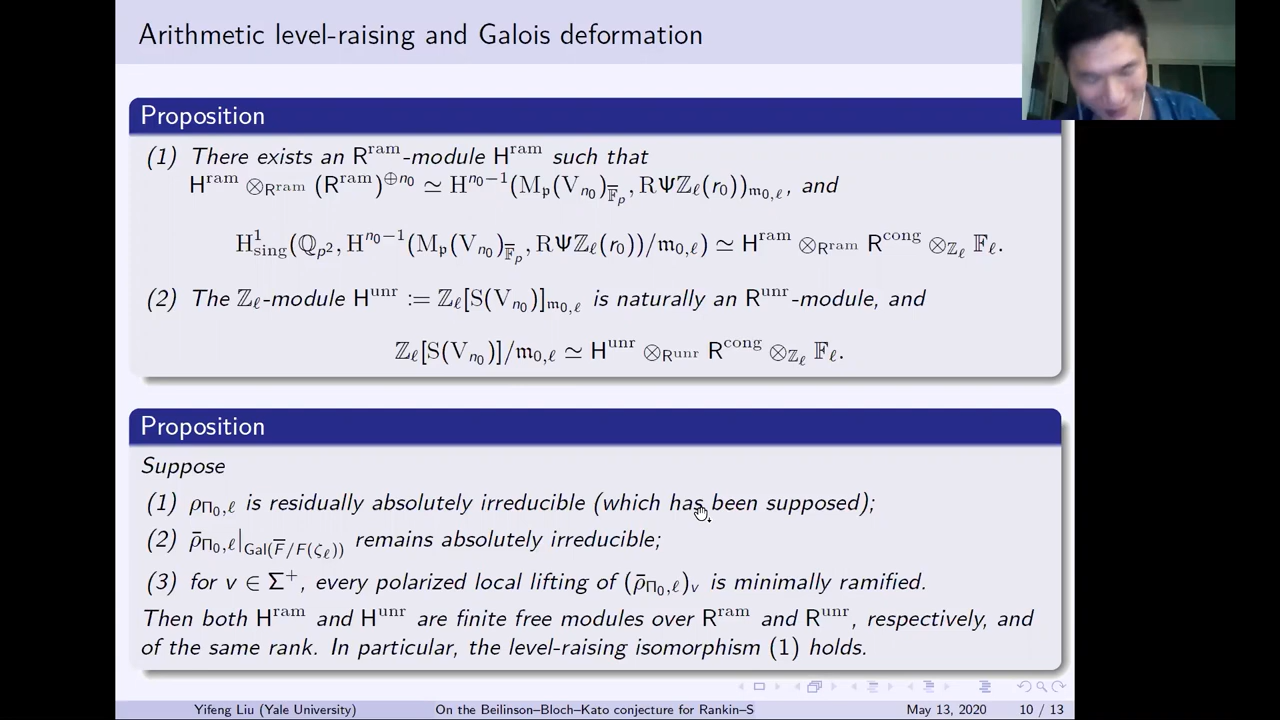 Arithmetic level-raising and Galois deformation
Proposition
(1) There exists an R^ram-module H^ram such that
H^ram ⊗_{R^ram} (R^ram)^{⊕n_0} ≃ H^{n_0−1}(M_𝔭(V_{n_0})_{\overline{𝔽}_p}, RΨℤ_ℓ(r_0))_{𝔪_{0,ℓ}}, and
H^1_sing(ℚ_{p^2}, H^{n_0−1}(M_𝔭(V_{n_0})_{\overline{𝔽}_p}, RΨℤ_ℓ(r_0))/𝔪_{0,ℓ}) ≃ H^ram ⊗_{R^ram} R^cong ⊗_{ℤ_ℓ} 𝔽_ℓ.
(2) The ℤ_ℓ-module H^unr := ℤ_ℓ[S(V_{n_0})]_{𝔪_{0,ℓ}} is naturally an R^unr-module, and
ℤ_ℓ[S(V_{n_0})]/𝔪_{0,ℓ} ≃ H^unr ⊗_{R^unr} R^cong ⊗_{ℤ_ℓ} 𝔽_ℓ.
Proposition
Suppose
(1) ρ_{Π_0,ℓ} is residually absolutely irreducible (which has been supposed);
(2) ρ̄_{Π_0,ℓ}|_{Gal(\overline{F}/F(ζ_ℓ))} remains absolutely irreducible;
(3) for v ∈ Σ^+, every polarized local lifting of (ρ̄_{Π_0,ℓ})_v is minimally ramified.
Then both H^ram and H^unr are finite free modules over R^ram and R^unr, respectively, and
of the same rank. In particular, the level-raising isomorphism (1) holds.
Yifeng Liu (Yale University) On the Beilinson–Bloch–Kato conjecture for Rankin–S May 13, 2020 10 / 13